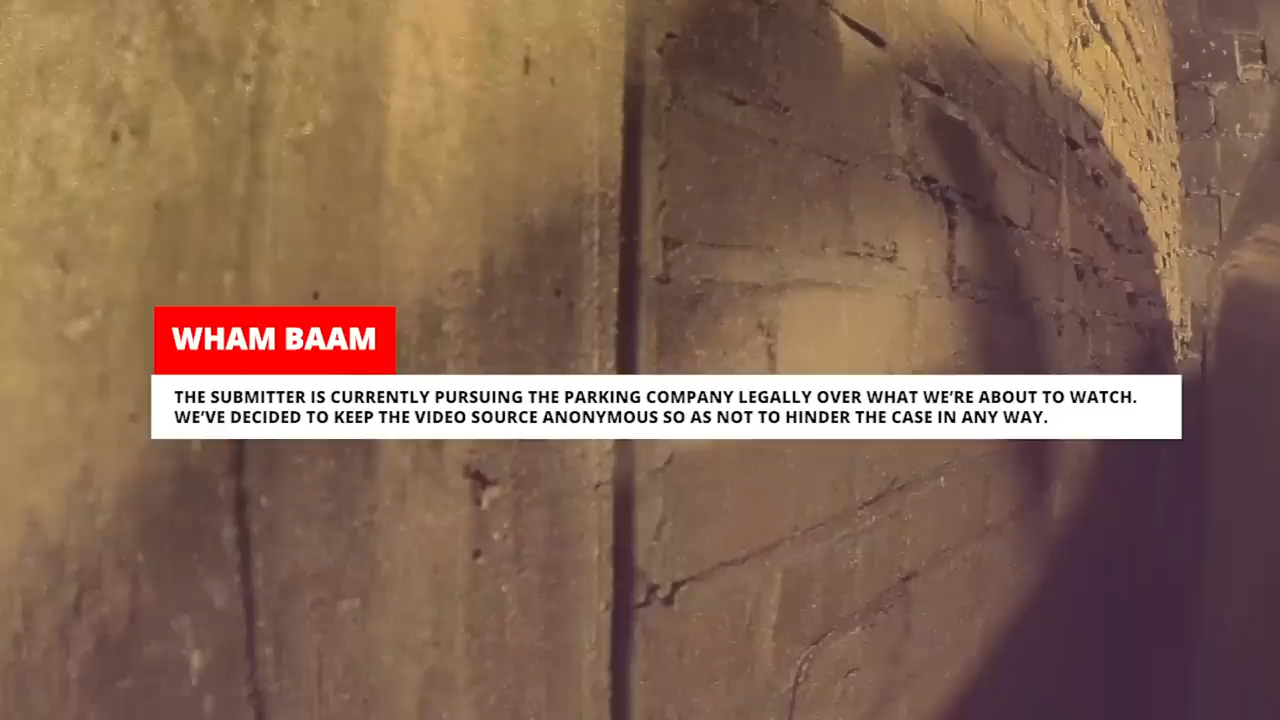 WHAM BAAM
THE SUBMITTER IS CURRENTLY PURSUING THE PARKING COMPANY LEGALLY OVER WHAT WE’RE ABOUT TO WATCH.
WE’VE DECIDED TO KEEP THE VIDEO SOURCE ANONYMOUS SO AS NOT TO HINDER THE CASE IN ANY WAY.